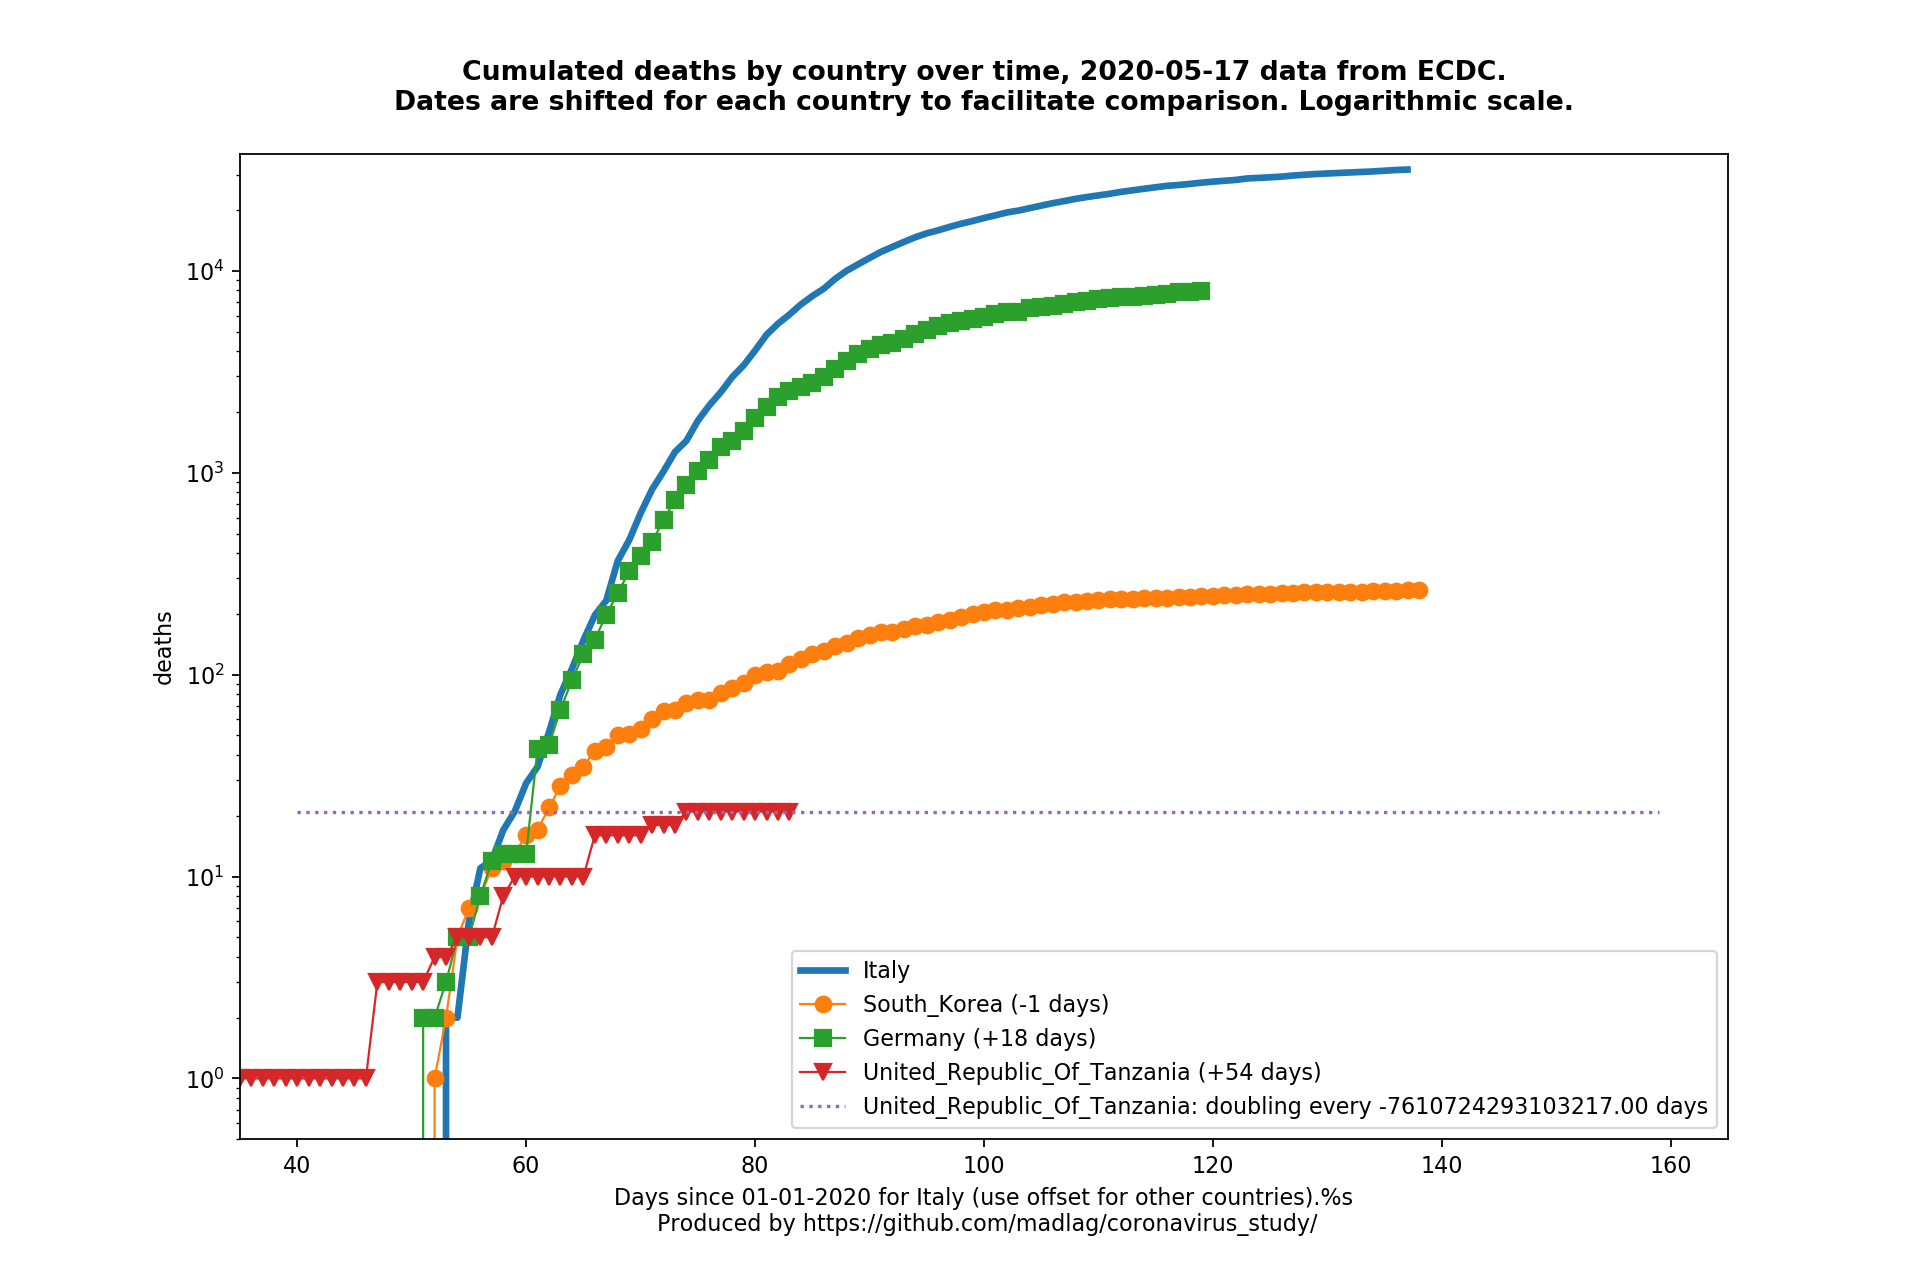 Cumulated deaths by country over time, 2020-05-17 data from ECDC.
Dates are shifted for each country to facilitate comparison. Logarithmic scale.
10⁴
10³
10²
10¹
10⁰
deaths
Italy
South_Korea (-1 days)
Germany (+18 days)
United_Republic_Of_Tanzania (+54 days)
United_Republic_Of_Tanzania: doubling every -7610724293103217.00 days
40 60 80 100 120 140 160
Days since 01-01-2020 for Italy (use offset for other countries).%s
Produced by https://github.com/madlag/coronavirus_study/